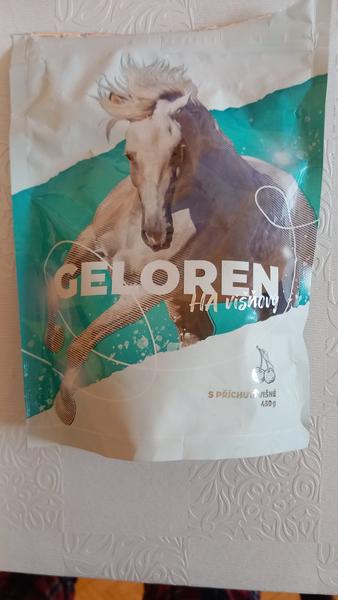 GELOREN
HA višňový
S PŘÍCHUTÍ VIŠNĚ
450 g